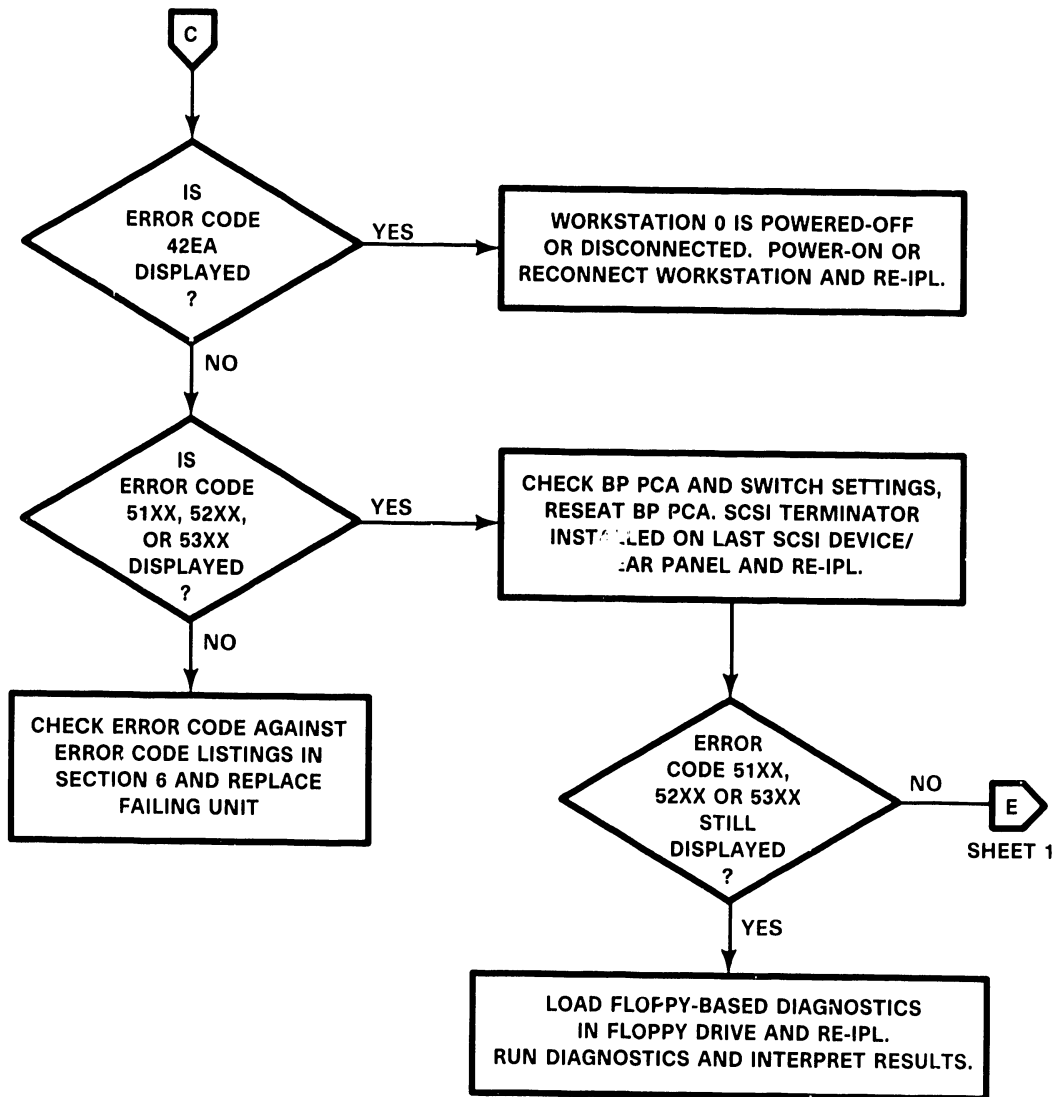 C
IS
ERROR CODE
42EA
DISPLAYED
?
YES
WORKSTATION 0 IS POWERED-OFF
OR DISCONNECTED. POWER-ON OR
RECONNECT WORKSTATION AND RE-IPL.
NO
IS
ERROR CODE
51XX, 52XX,
OR 53XX
DISPLAYED
?
YES
CHECK BP PCA AND SWITCH SETTINGS,
RESEAT BP PCA. SCSI TERMINATOR
ON LAST SCSI DEVICE/
PANEL AND RE-IPL.
NO
CHECK ERROR CODE AGAINST
ERROR CODE LISTINGS IN
SECTION 6 AND REPLACE
FAILING UNIT
ERROR
CODE 51XX,
52XX OR 53XX
STILL
DISPLAYED
?
NO
E
SHEET 1
YES
LOAD FLOPPY-BASED DIAGNOSTICS
IN FLOPPY DRIVE AND RE-IPL.
RUN DIAGNOSTICS AND INTERPRET RESULTS.